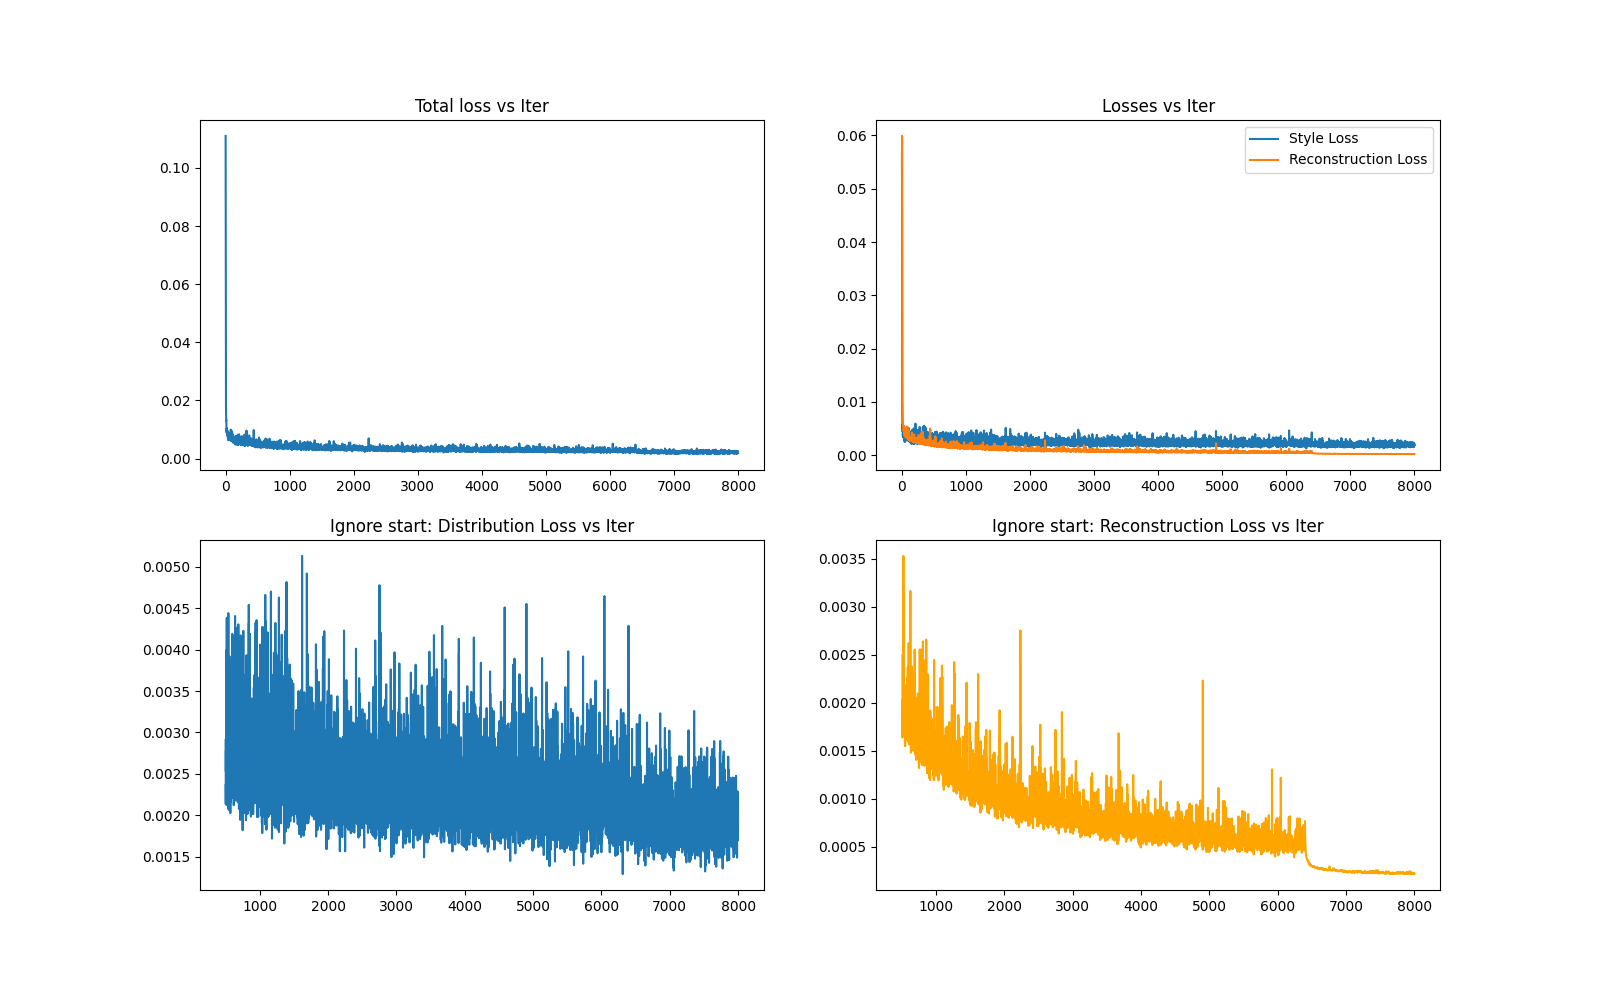 Total loss vs Iter
0.10
0.08
0.06
0.04
0.02
0.00
0 1000 2000 3000 4000 5000 6000 7000 8000
Losses vs Iter
Style Loss
Reconstruction Loss
0.06
0.05
0.04
0.03
0.02
0.01
0.00
0 1000 2000 3000 4000 5000 6000 7000 8000
Ignore start: Distribution Loss vs Iter
0.0050
0.0045
0.0040
0.0035
0.0030
0.0025
0.0020
0.0015
1000 2000 3000 4000 5000 6000 7000 8000
Ignore start: Reconstruction Loss vs Iter
0.0035
0.0030
0.0025
0.0020
0.0015
0.0010
0.0005
1000 2000 3000 4000 5000 6000 7000 8000